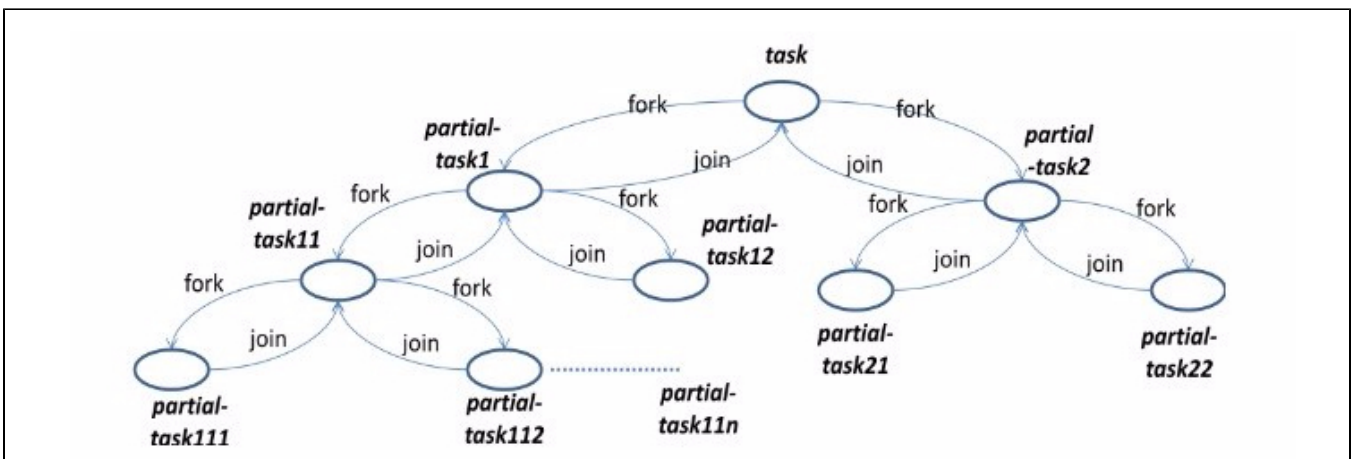 task
fork
fork
partial-
task1
partial
-task2
join
join
fork
fork
fork
fork
partial-
task11
partial-
task12
join
join
join
join
fork
fork
partial-
task21
partial-
task22
join
join
partial-
task111
partial-
task112
partial-
task11n